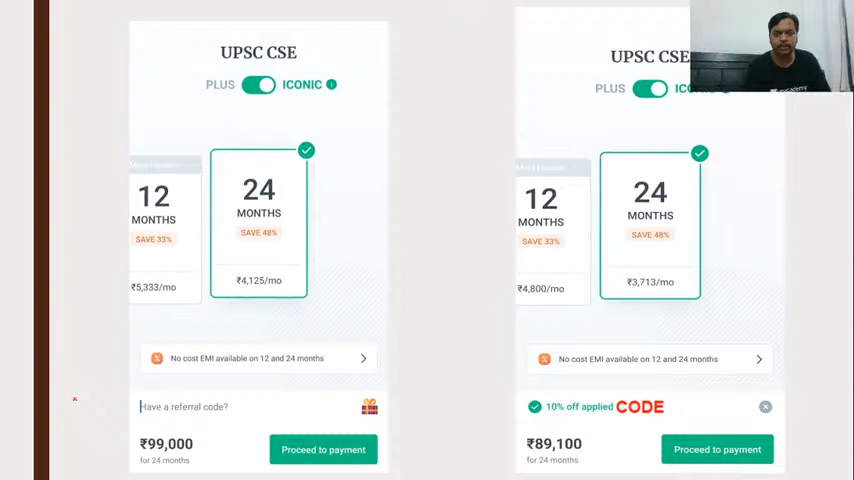 UPSC CSE
PLUS ICONIC
12
MONTHS
SAVE 33%
₹5,333/mo
24
MONTHS
SAVE 48%
₹4,125/mo
No cost EMI available on 12 and 24 months
Have a referral code?
₹99,000
for 24 months
Proceed to payment
UPSC CSE
PLUS
12
MONTHS
SAVE 33%
₹4,800/mo
24
MONTHS
SAVE 48%
₹3,713/mo
No cost EMI available on 12 and 24 months
10% off applied CODE
₹89,100
for 24 months
Proceed to payment